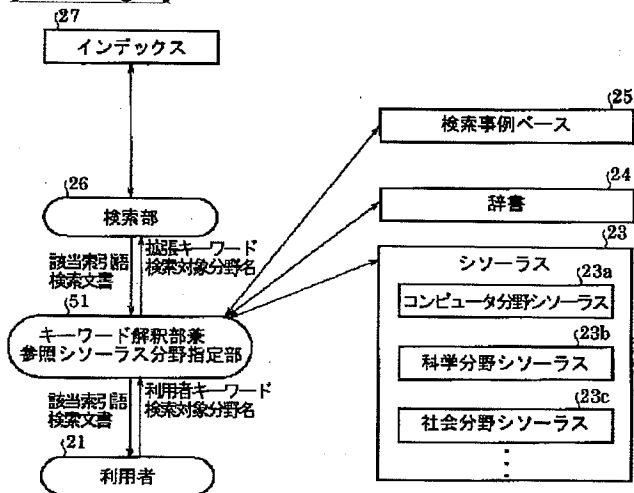 27
インデックス
25
検索事例ベース
24
辞書
26
検索部
23
シソーラス
23a
コンピュータ分野シソーラス
23b
科学分野シソーラス
23c
社会分野シソーラス
該当索引語
検索文書
拡張キーワード
検索対象分野名
51
キーワード解釈部兼
参照シソーラス分野指定部
該当索引語
検索文書
利用者キーワード
検索対象分野名
21
利用者